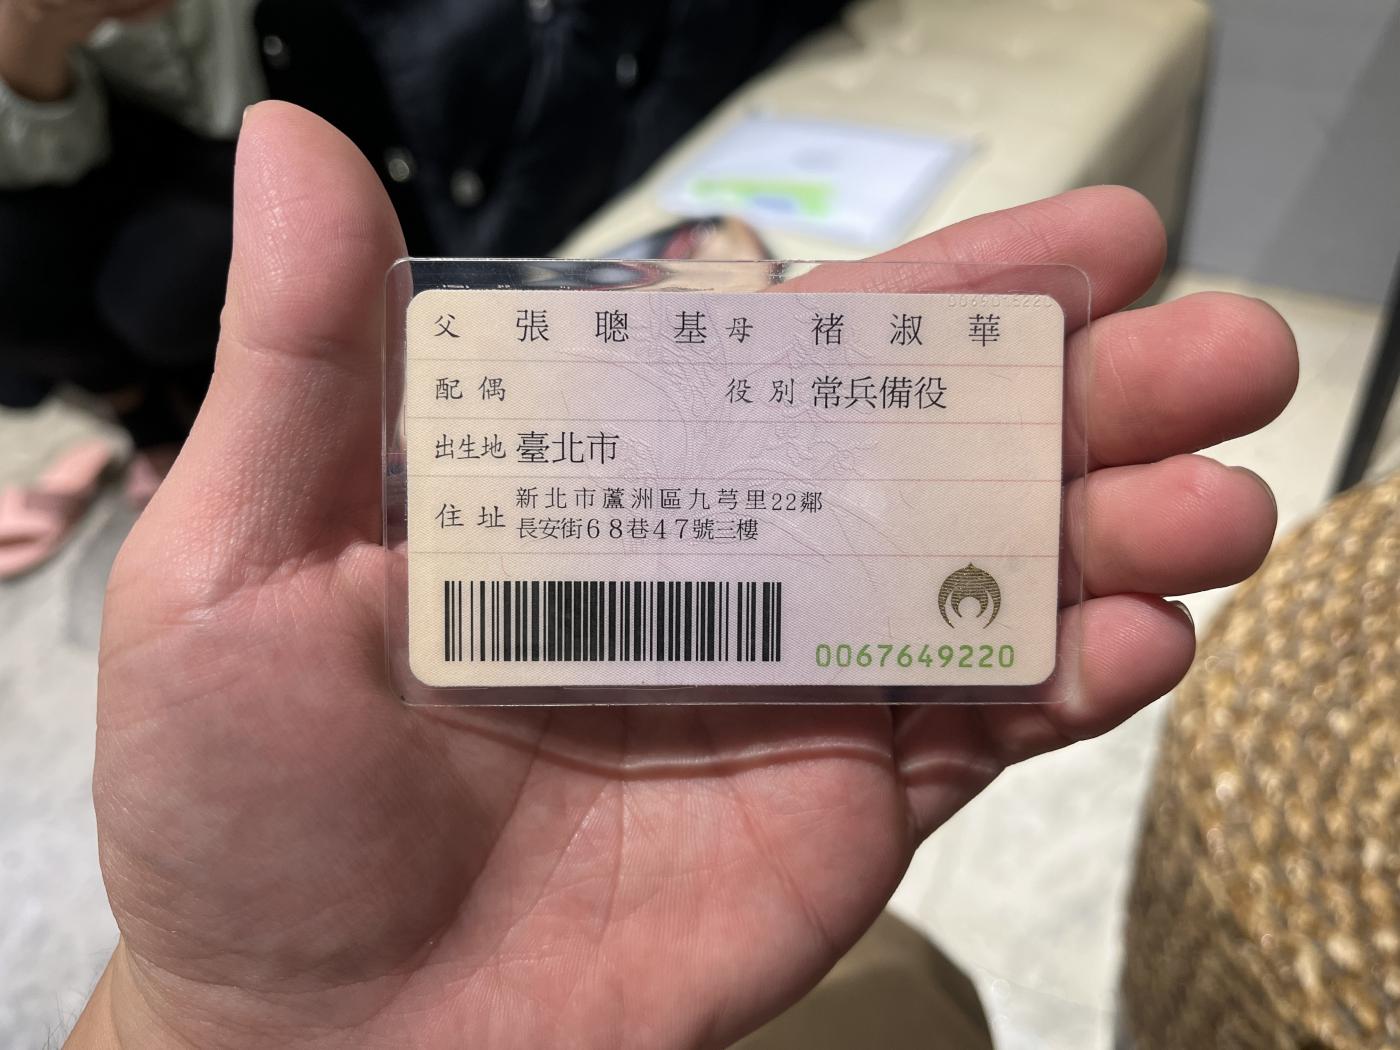 父 張聰基 母 褚淑華
配偶 役別 常兵備役
出生地 臺北市
住址 新北市蘆洲區九芎里22鄰
長安街68巷47號三樓
0067649220